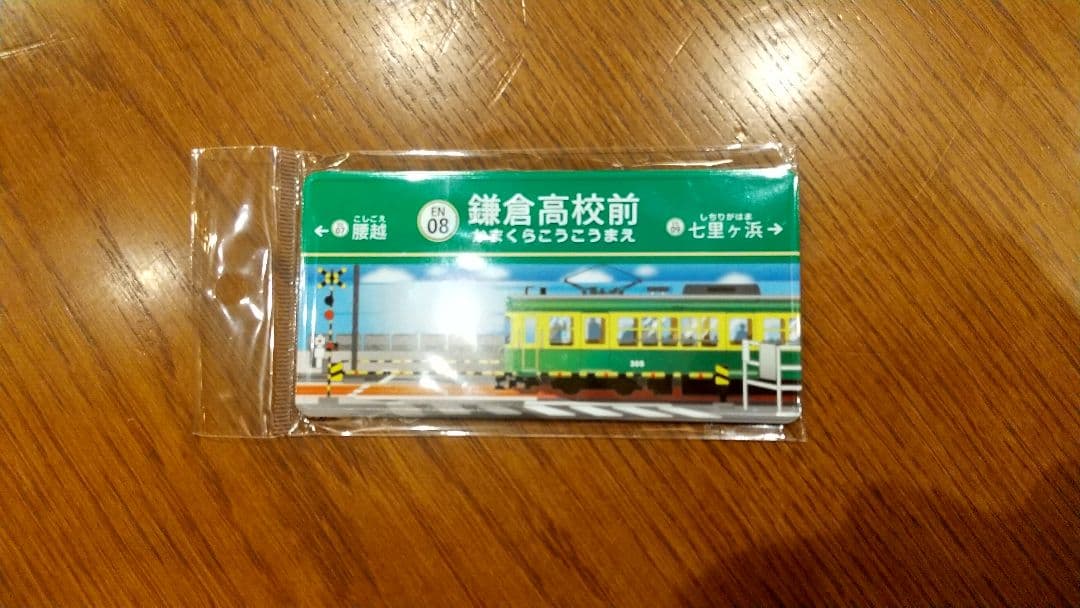 こしごえ
← EN 07 腰越
EN
08
鎌倉高校前
かまくらこうこうまえ
しちりがはま
09 七里ヶ浜 →
305